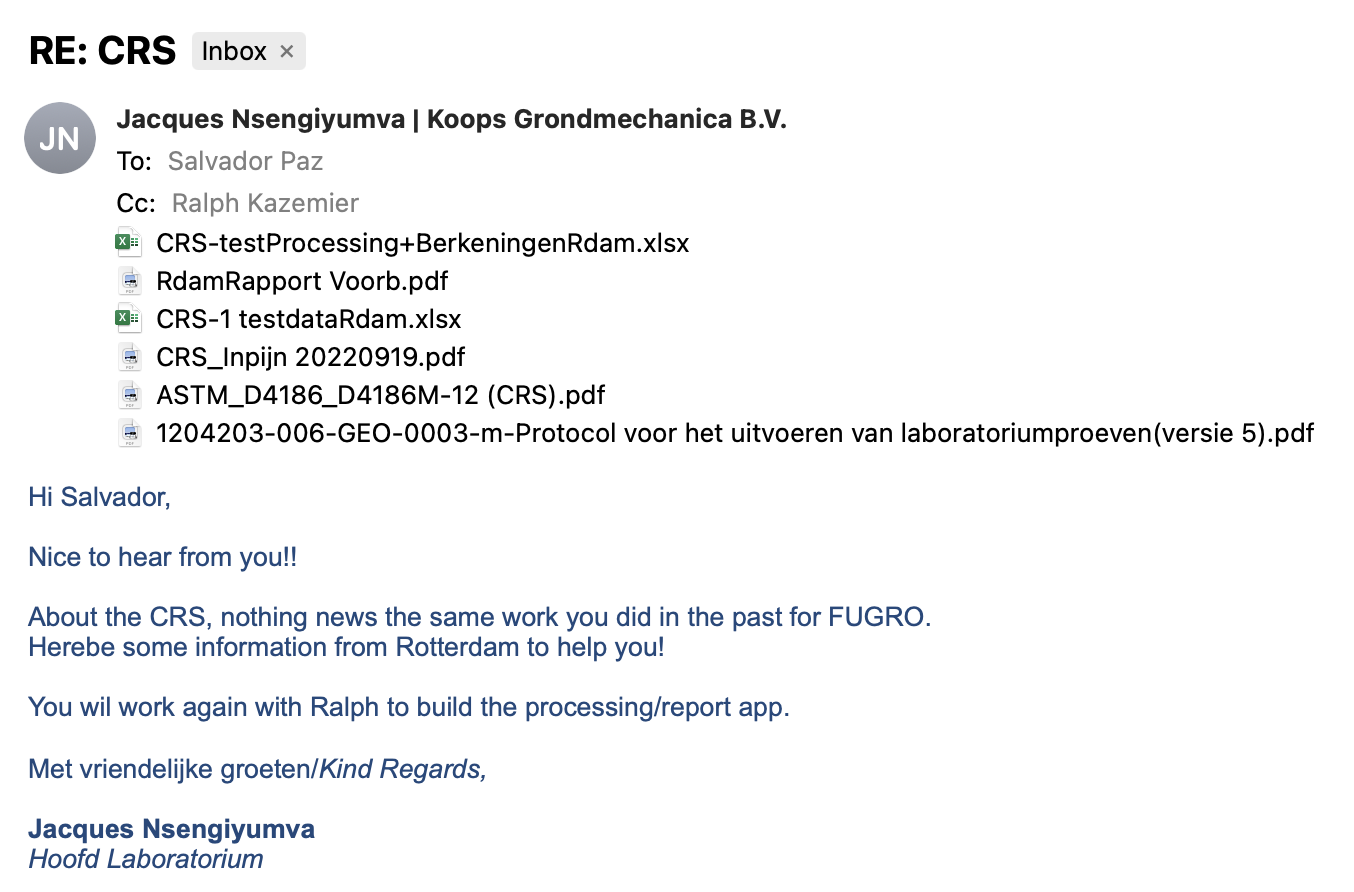 RE: CRS Inbox ×
JN
Jacques Nsengiyumva | Koops Grondmechanica B.V.
To: Salvador Paz
Cc: Ralph Kazemier
CRS-testProcessing+BerkeningenRdam.xlsx
RdamRapport Voorb.pdf
CRS-1 testdataRdam.xlsx
CRS_Inpijn 20220919.pdf
ASTM_D4186_D4186M-12 (CRS).pdf
1204203-006-GEO-0003-m-Protocol voor het uitvoeren van laboratoriumproeven(versie 5).pdf
Hi Salvador,
Nice to hear from you!!
About the CRS, nothing news the same work you did in the past for FUGRO.
Herebe some information from Rotterdam to help you!
You wil work again with Ralph to build the processing/report app.
Met vriendelijke groeten/Kind Regards,
Jacques Nsengiyumva
Hoofd Laboratorium